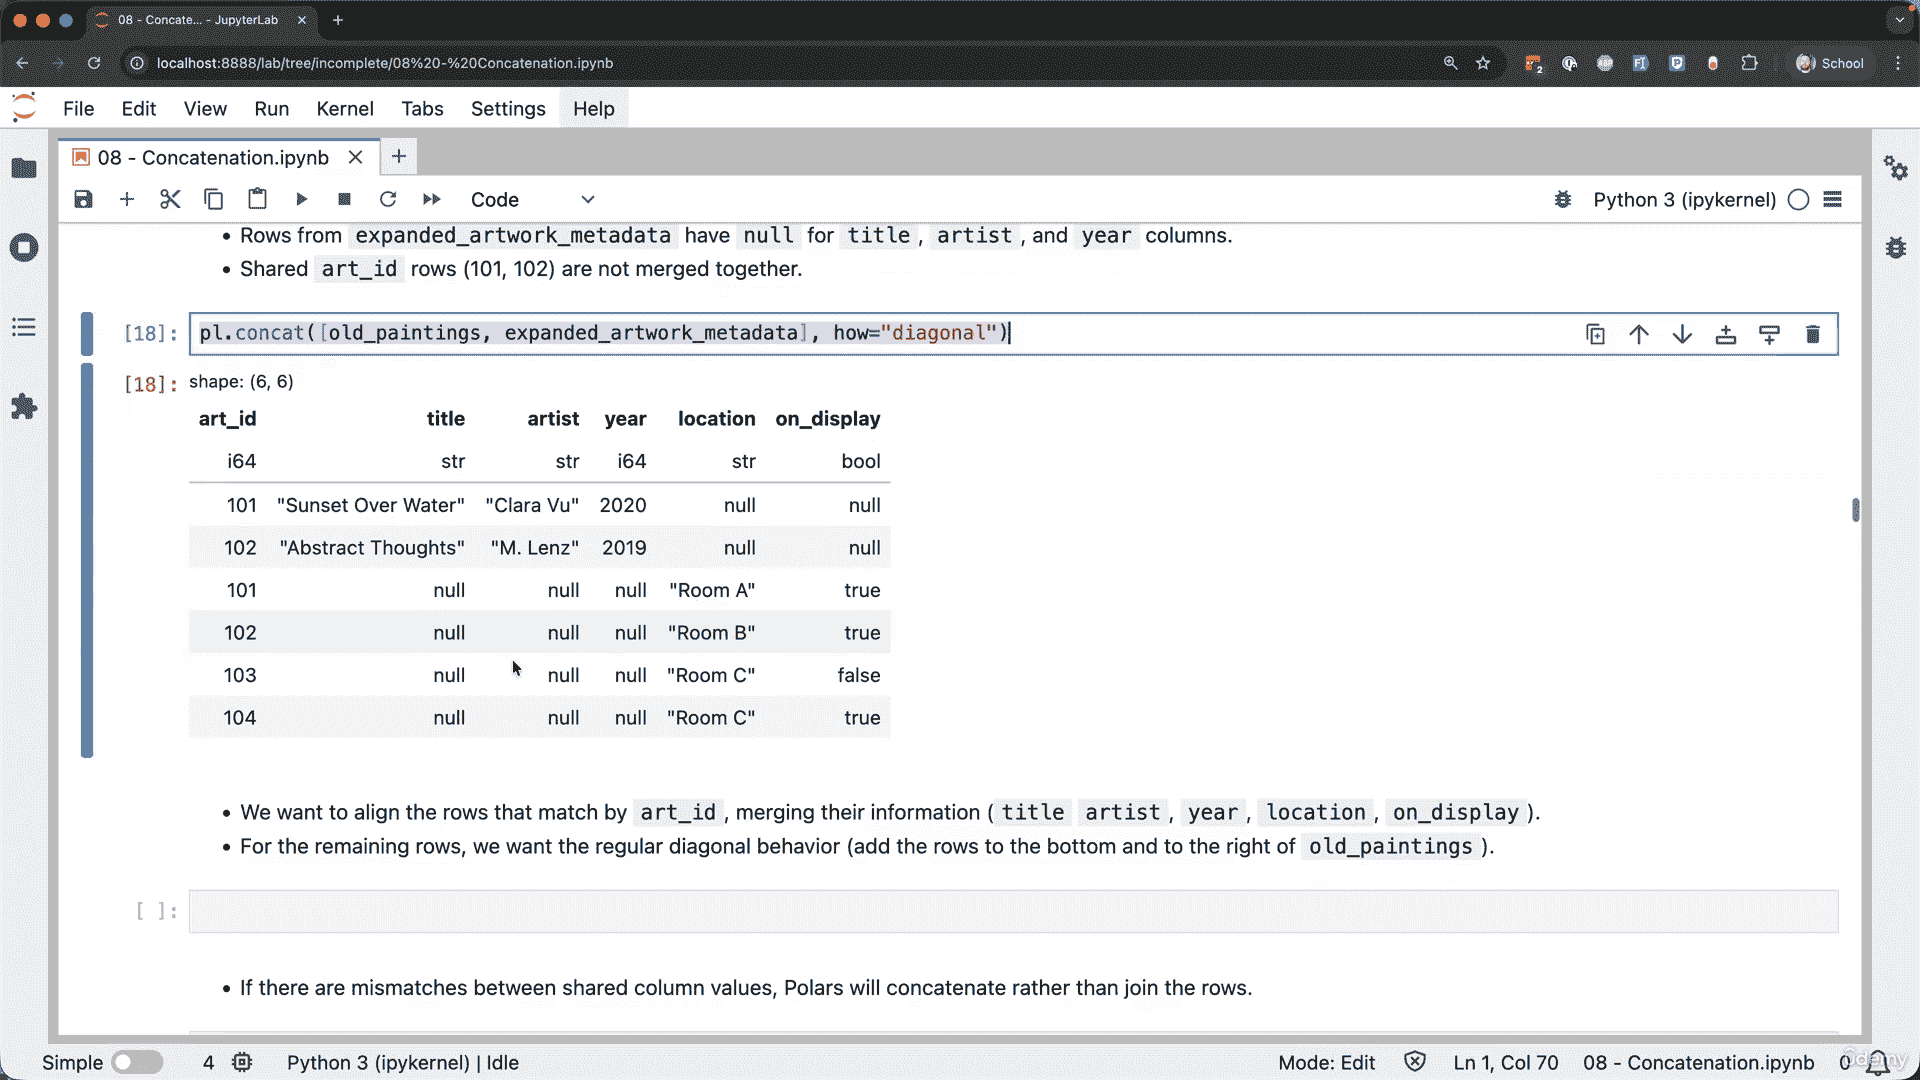 08 - Concate... - JupyterLab
localhost:8888/lab/tree/incomplete/08%20-%20Concatenation.ipynb
2
School
File Edit View Run Kernel Tabs Settings Help
08 - Concatenation.ipynb
Code
Python 3 (ipykernel)
• Rows from expanded_artwork_metadata have null for title, artist, and year columns.
• Shared art_id rows (101, 102) are not merged together.
[18]: pl.concat([old_paintings, expanded_artwork_metadata], how="diagonal")
[18]: shape: (6, 6)
art_id title artist year location on_display
i64 str str i64 str bool
101 "Sunset Over Water" "Clara Vu" 2020 null null
102 "Abstract Thoughts" "M. Lenz" 2019 null null
101 null null null "Room A" true
102 null null null "Room B" true
103 null null null "Room C" false
104 null null null "Room C" true
• We want to align the rows that match by art_id, merging their information (title artist, year, location, on_display).
• For the remaining rows, we want the regular diagonal behavior (add the rows to the bottom and to the right of old_paintings).
[ ]:
• If there are mismatches between shared column values, Polars will concatenate rather than join the rows.
Simple 4 Python 3 (ipykernel) | Idle Mode: Edit Ln 1, Col 70 08 - Concatenation.ipynb 0
Udemy